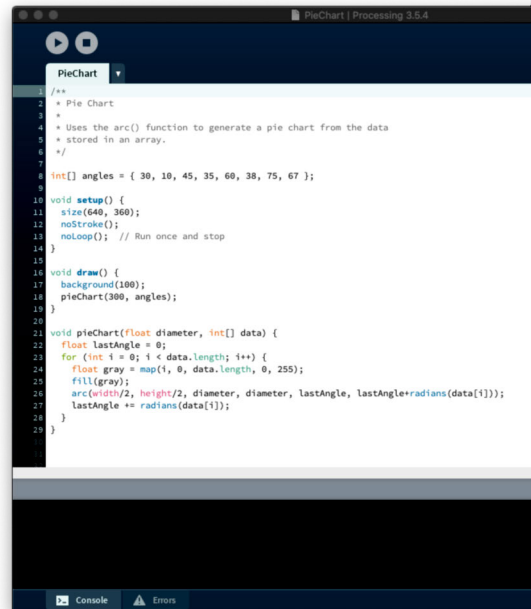 PieChart | Processing 3.5.4
PieChart ▼
1 /**
2  * Pie Chart
3  *
4  * Uses the arc() function to generate a pie chart from the data
5  * stored in an array.
6  */
7
8 int[] angles = { 30, 10, 45, 35, 60, 38, 75, 67 };
9
10 void setup() {
11   size(640, 360);
12   noStroke();
13   noLoop();  // Run once and stop
14 }
15
16 void draw() {
17   background(100);
18   pieChart(300, angles);
19 }
20
21 void pieChart(float diameter, int[] data) {
22   float lastAngle = 0;
23   for (int i = 0; i < data.length; i++) {
24     float gray = map(i, 0, data.length, 0, 255);
25     fill(gray);
26     arc(width/2, height/2, diameter, diameter, lastAngle, lastAngle+radians(data[i]));
27     lastAngle += radians(data[i]);
28   }
29 }
Console Errors